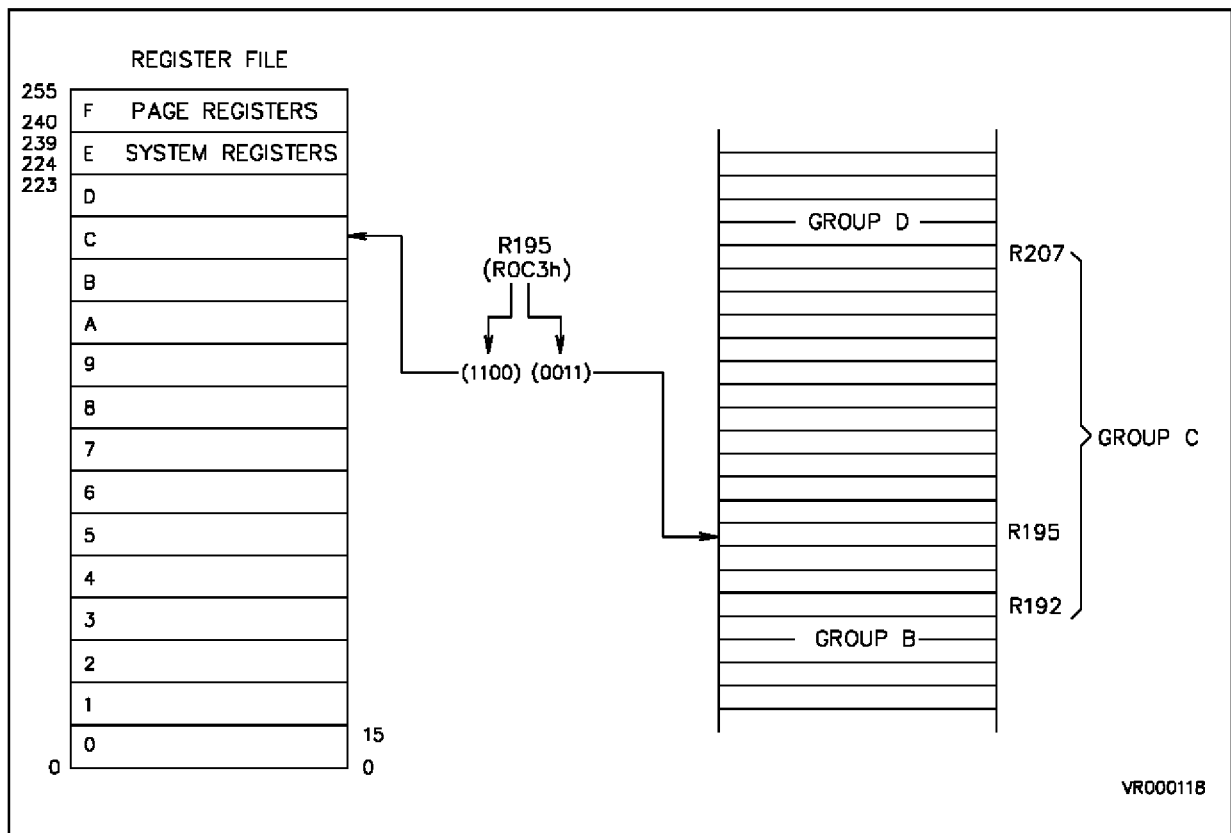 REGISTER FILE
255
240
239
224
223
F PAGE REGISTERS
E SYSTEM REGISTERS
D
C
B
A
9
8
7
6
5
4
3
2
1
0
15
0
0
R195
(R0C3h)
(1100) (0011)
GROUP D
R207
GROUP C
R195
R192
GROUP B
VR000118